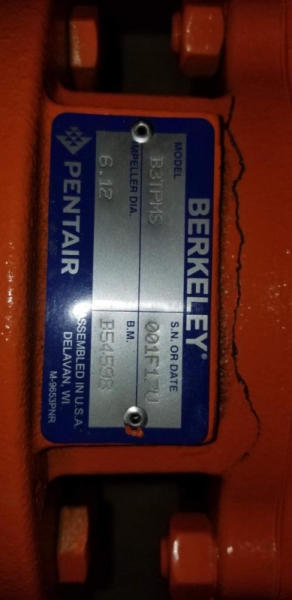 BERKELEY®
MODEL
B3TPMS
S.N. OR DATE
001F17U
IMPELLER DIA.
6.12
B.M.
B54598
PENTAIR
ASSEMBLED IN U.S.A.
DELAVAN, WI
M-9653PNR